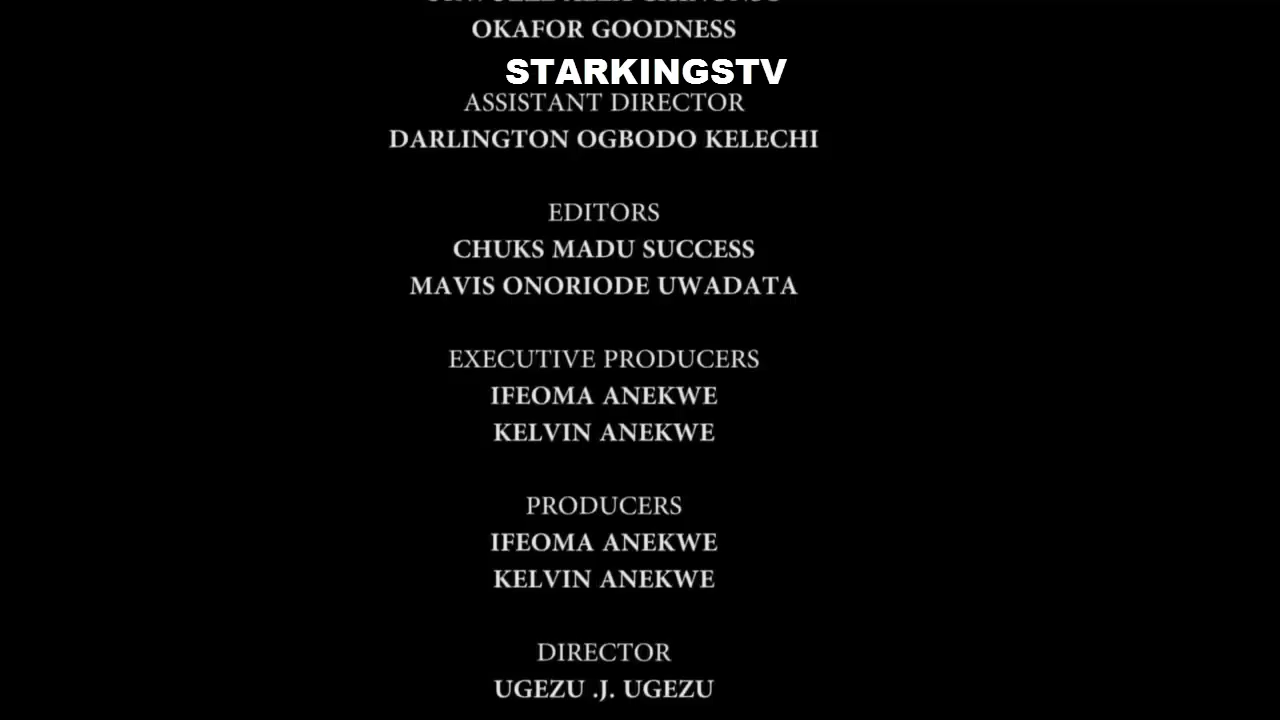 OKAFOR GOODNESS
STARKINGSTV
ASSISTANT DIRECTOR
DARLINGTON OGBODO KELECHI
EDITORS
CHUKS MADU SUCCESS
MAVIS ONORIODE UWADATA
EXECUTIVE PRODUCERS
IFEOMA ANEKWE
KELVIN ANEKWE
PRODUCERS
IFEOMA ANEKWE
KELVIN ANEKWE
DIRECTOR
UGEZU .J. UGEZU